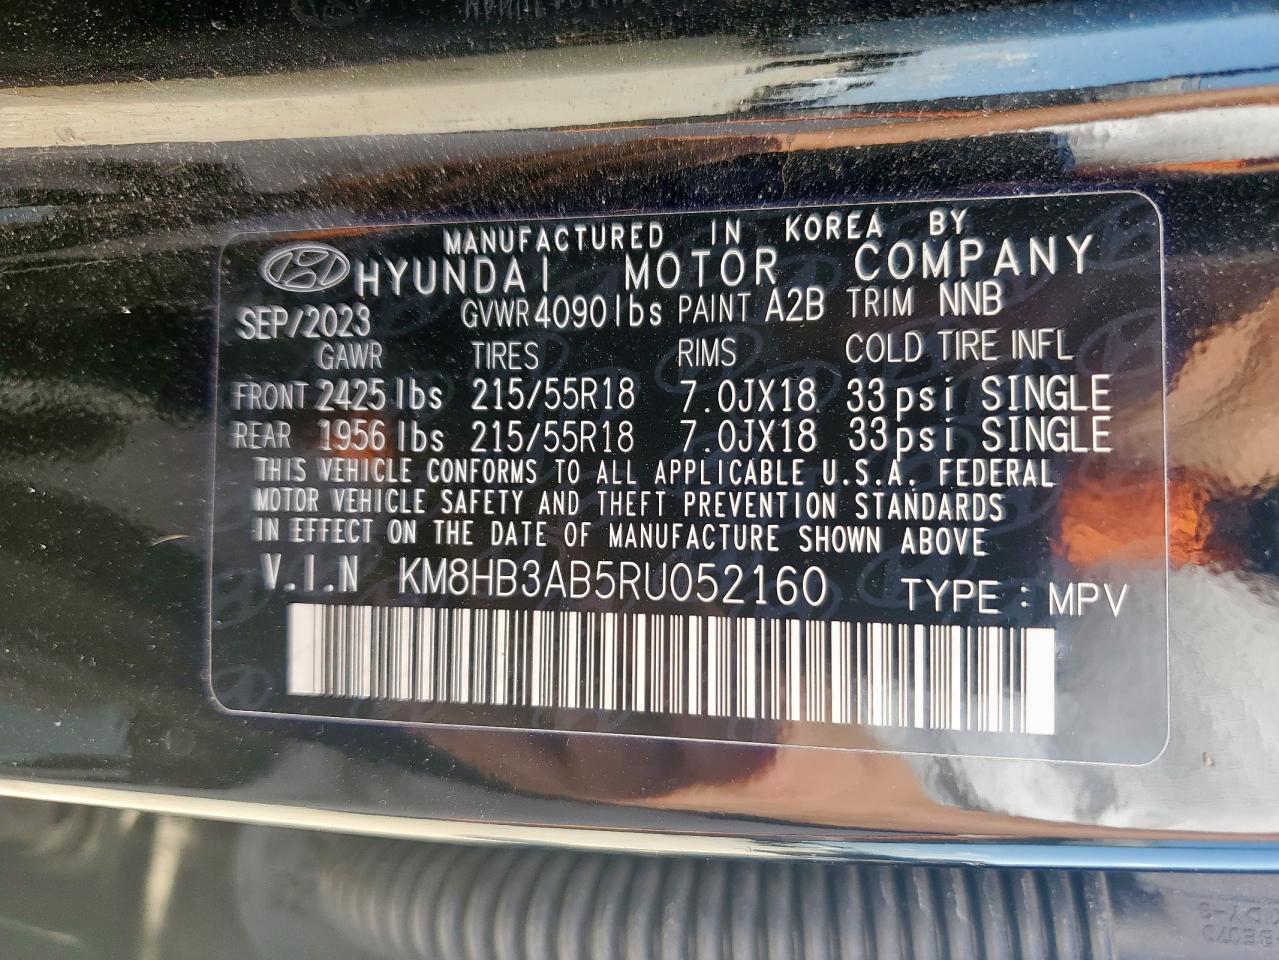 MANUFACTURED IN KOREA BY
HYUNDAI MOTOR COMPANY
SEP/2023 GVWR 4090 lbs PAINT A2B TRIM NNB
GAWR TIRES RIMS COLD TIRE INFL
FRONT 2425 lbs 215/55R18 7.0JX18 33psi SINGLE
REAR 1956 lbs 215/55R18 7.0JX18 33psi SINGLE
THIS VEHICLE CONFORMS TO ALL APPLICABLE U.S.A. FEDERAL
MOTOR VEHICLE SAFETY AND THEFT PREVENTION STANDARDS
IN EFFECT ON THE DATE OF MANUFACTURE SHOWN ABOVE
V.I.N KM8HB3AB5RU052160 TYPE : MPV